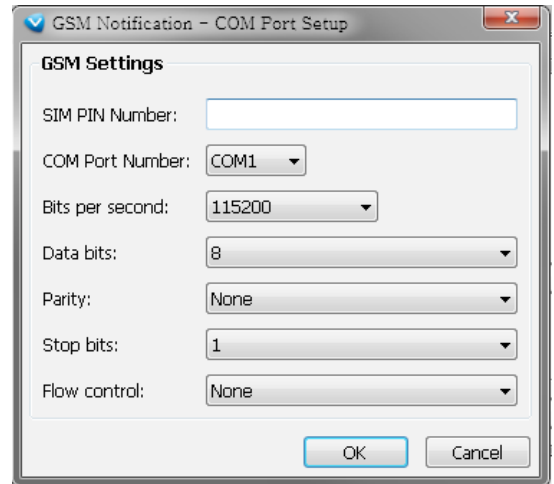 GSM Notification - COM Port Setup
GSM Settings
SIM PIN Number:
COM Port Number: COM1
Bits per second: 115200
Data bits: 8
Parity: None
Stop bits: 1
Flow control: None
OK Cancel